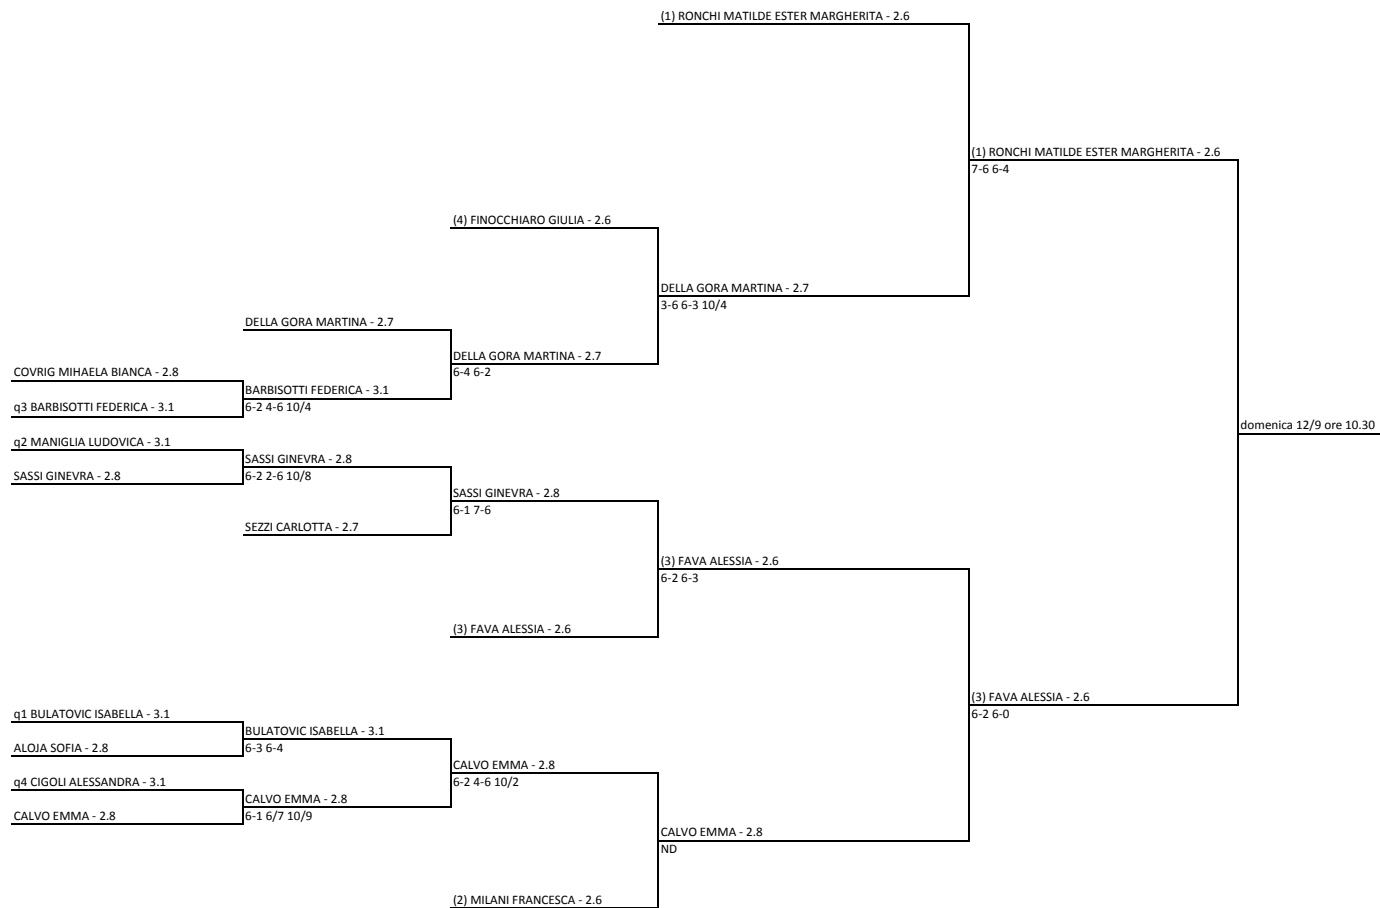 (1) RONCHI MATILDE ESTER MARGHERITA - 2.6
(1) RONCHI MATILDE ESTER MARGHERITA - 2.6
7-6 6-4
(4) FINOCCHIARO GIULIA - 2.6
DELLA GORA MARTINA - 2.7
3-6 6-3 10/4
DELLA GORA MARTINA - 2.7
DELLA GORA MARTINA - 2.7
6-4 6-2
COVRIG MIHAELA BIANCA - 2.8
BARBISOTTI FEDERICA - 3.1
q3 BARBISOTTI FEDERICA - 3.1
6-2 4-6 10/4
domenica 12/9 ore 10.30
q2 MANIGLIA LUDOVICA - 3.1
SASSI GINEVRA - 2.8
SASSI GINEVRA - 2.8
6-2 2-6 10/8
SASSI GINEVRA - 2.8
6-1 7-6
SEZZI CARLOTTA - 2.7
(3) FAVA ALESSIA - 2.6
6-2 6-3
(3) FAVA ALESSIA - 2.6
(3) FAVA ALESSIA - 2.6
6-2 6-0
q1 BULATOVIC ISABELLA - 3.1
BULATOVIC ISABELLA - 3.1
ALOJA SOFIA - 2.8
6-3 6-4
CALVO EMMA - 2.8
6-2 4-6 10/2
q4 CIGOLI ALESSANDRA - 3.1
CALVO EMMA - 2.8
CALVO EMMA - 2.8
6-1 6/7 10/9
CALVO EMMA - 2.8
ND
(2) MILANI FRANCESCA - 2.6